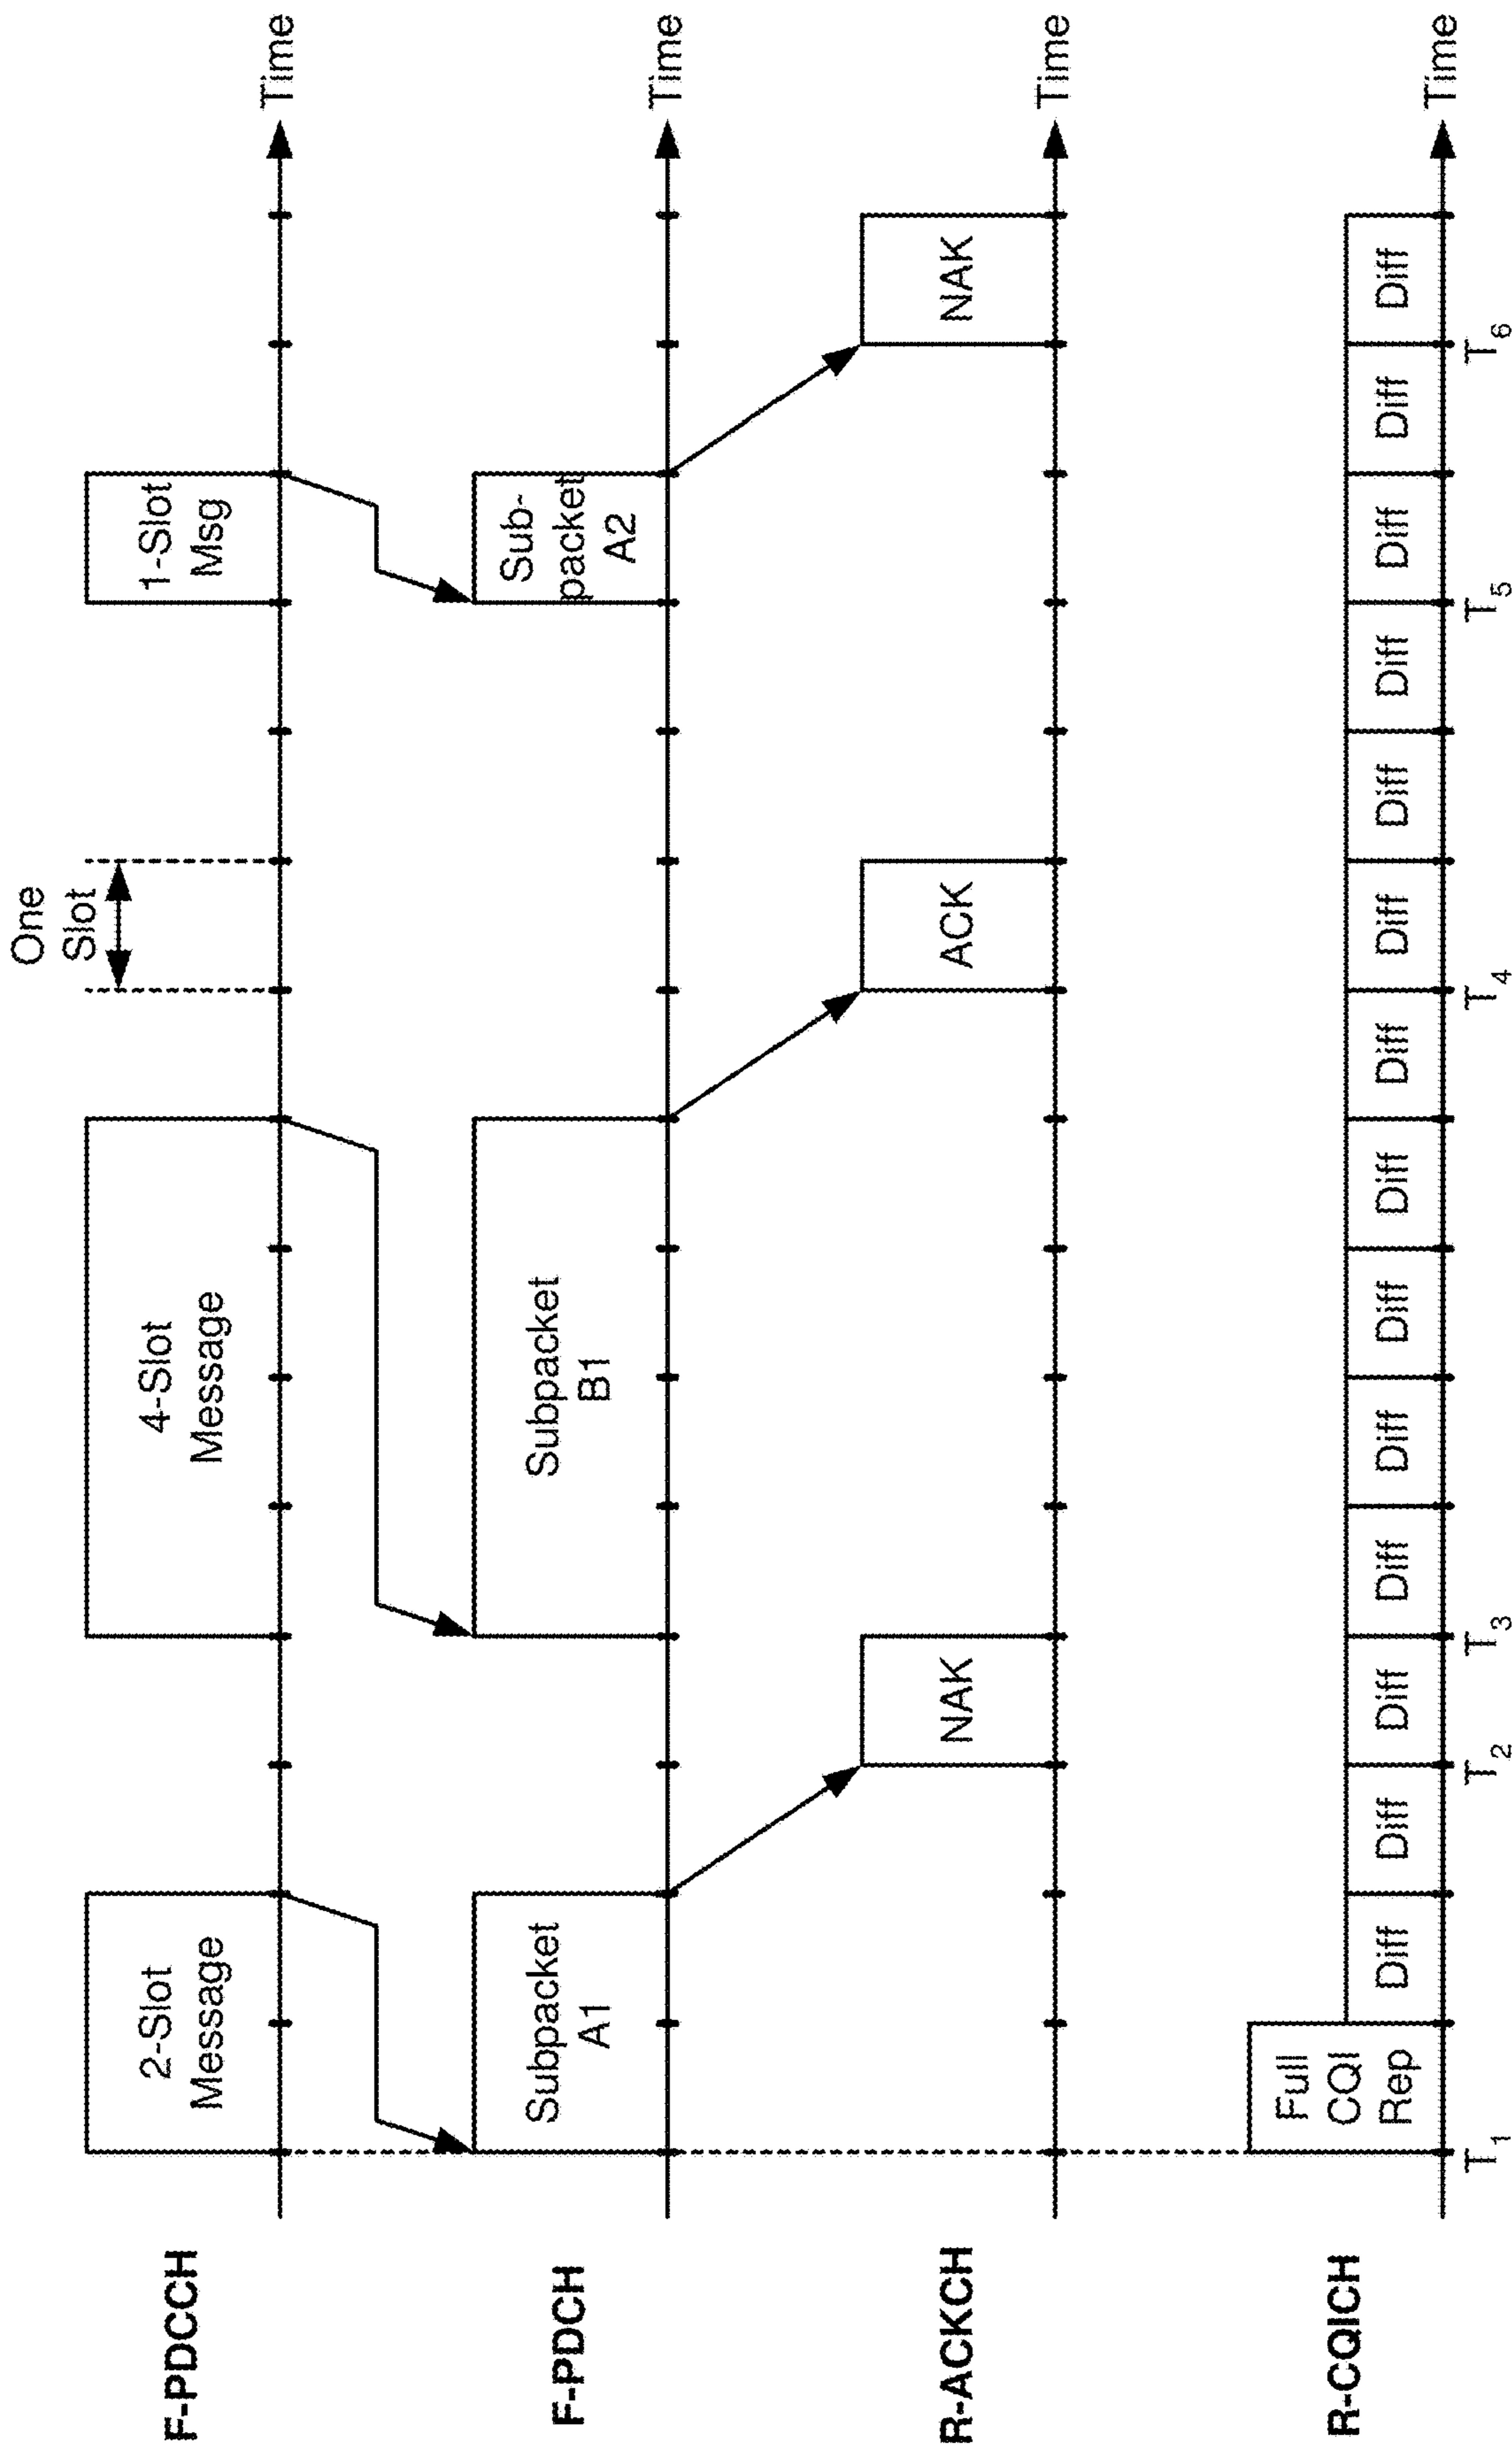 One
Slot
F-PDCCH
2-Slot
Message
4-Slot
Message
1-Slot
Msg
Time
F-PDCH
Subpacket
A1
Subpacket
B1
Sub-
packet
A2
Time
R-ACKCH
NAK
ACK
NAK
Time
R-CQICH
Full
CQI
Rep
Diff
Diff
Diff
Diff
Diff
Diff
Diff
Diff
Diff
Diff
Diff
Diff
Diff
Diff
Time
T1
T2
T3
T4
T5
T6